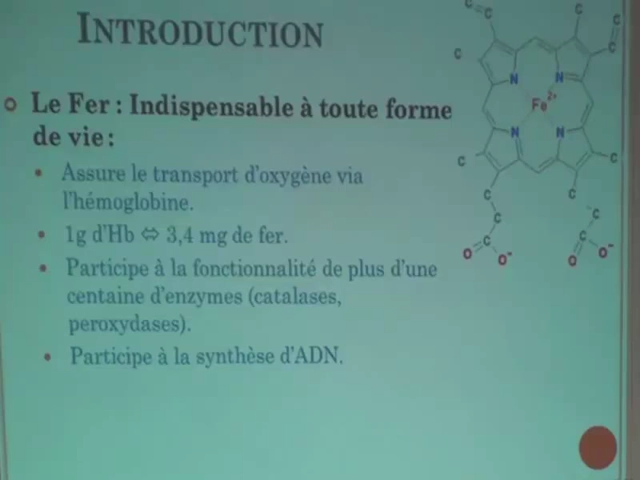 INTRODUCTION
Le Fer : Indispensable à toute forme
de vie :
Assure le transport d'oxygène via
l'hémoglobine.
1g d'Hb ⇔ 3,4 mg de fer.
Participe à la fonctionnalité de plus d'une
centaine d'enzymes (catalases,
peroxydases).
Participe à la synthèse d'ADN.
C C C C
C
N N
Fe²⁺
N N
C C
C C
C C
C C
O O⁻ O O⁻